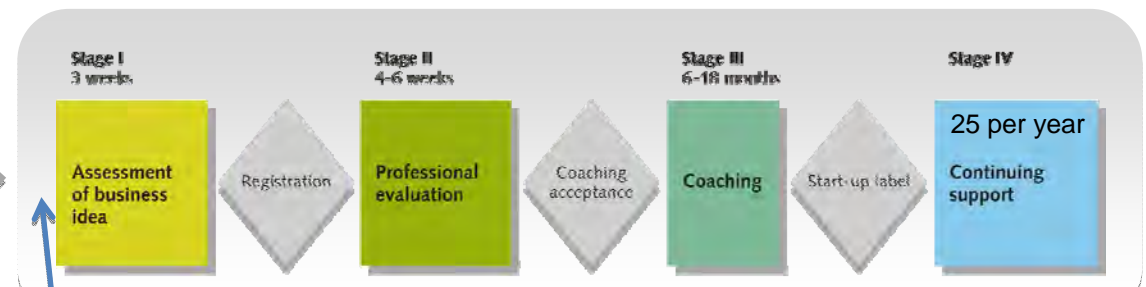 Stage I
3 weeks
Stage II
4-6 weeks
Stage III
6-18 months
Stage IV
Assessment
of business
idea
Registration
Professional
evaluation
Coaching
acceptance
Coaching
Start-up label
25 per year
Continuing
support